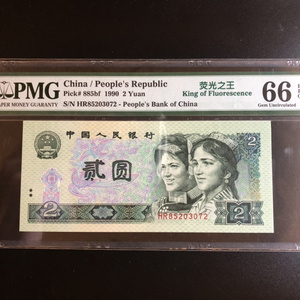 PMG
PAPER MONEY GUARANTY
China / People's Republic
Pick# 885bf 1990 2 Yuan
荧光之王
King of Fluorescence
S/N HR85203072 - People's Bank of China
66
Gem Uncirculated
中国人民银行
贰圆
2
2
2
HR85203072